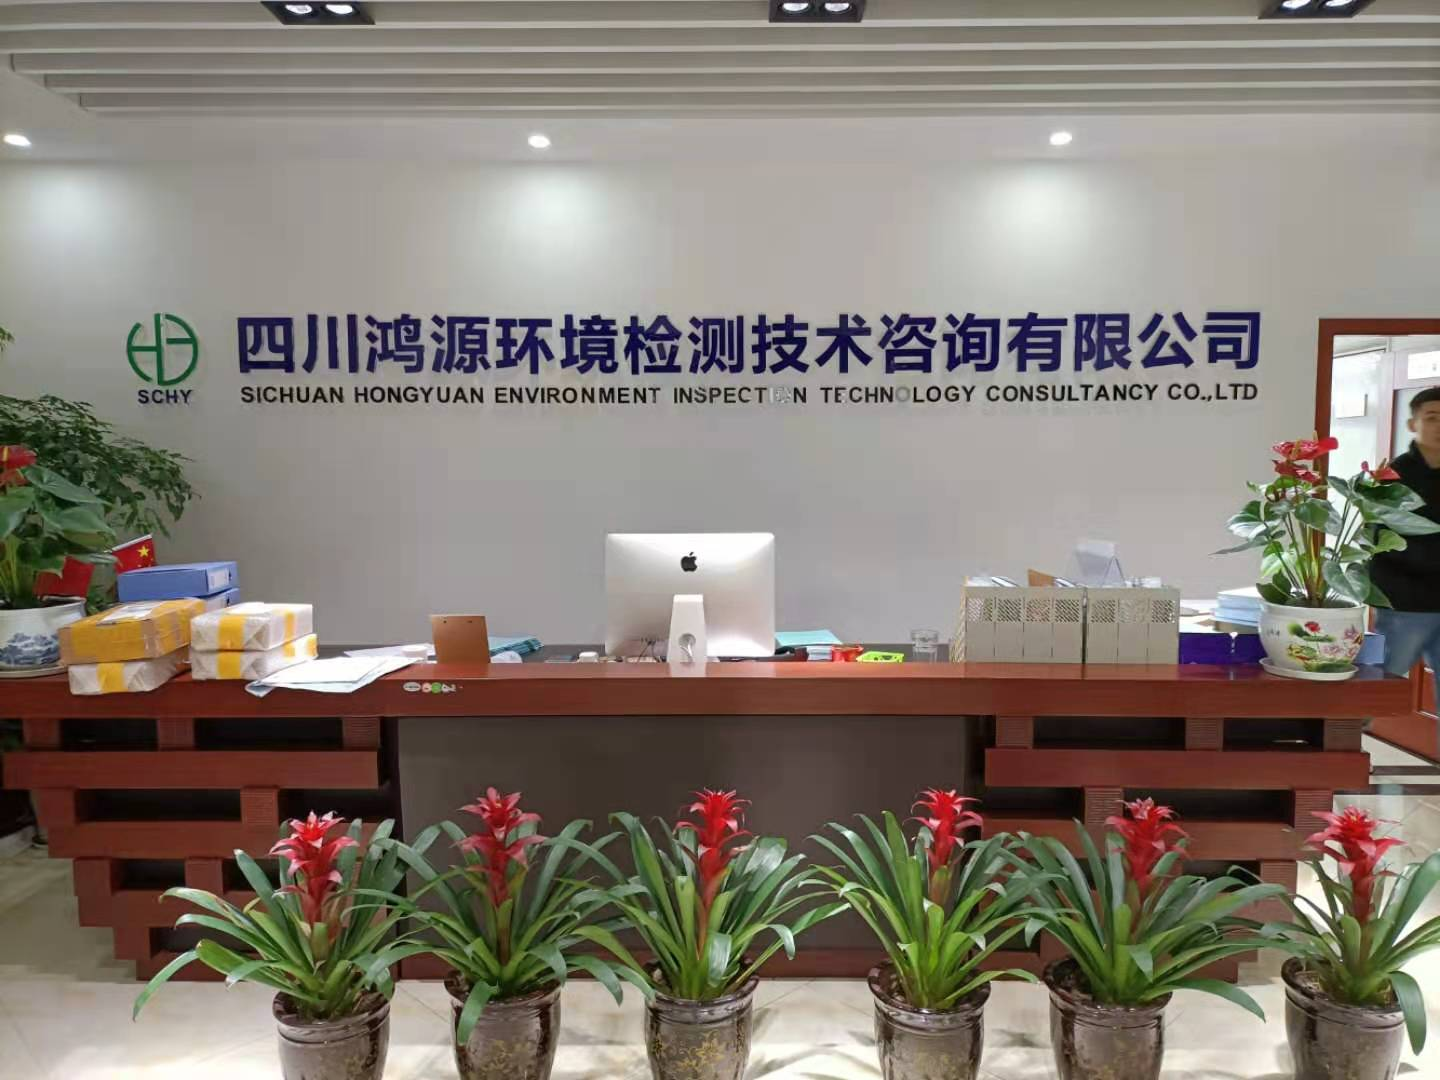 四川鸿源环境检测技术咨询有限公司
SICHUAN HONGYUAN ENVIRONMENT INSPECTION TECHNOLOGY CONSULTANCY CO.,LTD
SCHY